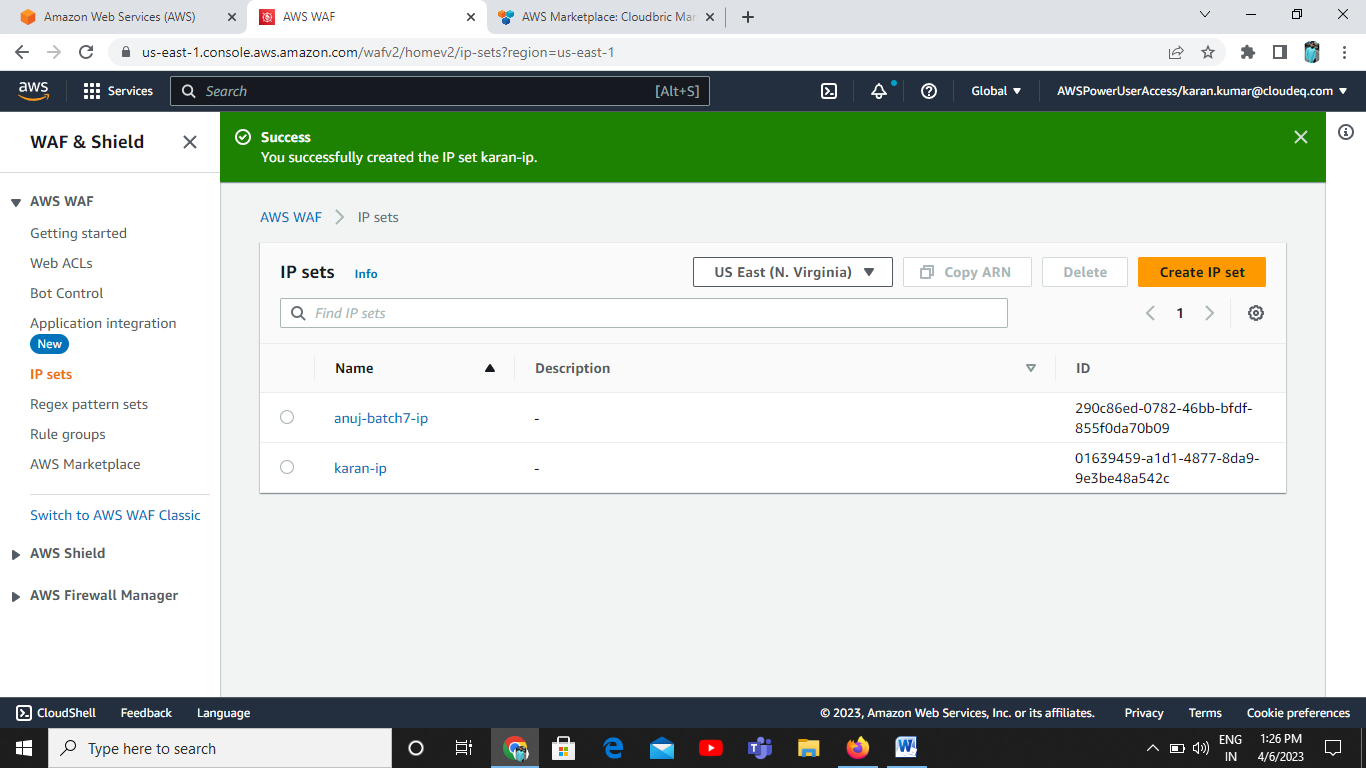 Amazon Web Services (AWS)
AWS WAF
AWS Marketplace: Cloudbric Mar
us-east-1.console.aws.amazon.com/wafv2/homev2/ip-sets?region=us-east-1
aws
Services
Search
[Alt+S]
Global
AWSPowerUserAccess/karan.kumar@cloudeq.com
WAF & Shield
AWS WAF
Getting started
Web ACLs
Bot Control
Application integration
New
IP sets
Regex pattern sets
Rule groups
AWS Marketplace
Switch to AWS WAF Classic
AWS Shield
AWS Firewall Manager
Success
You successfully created the IP set karan-ip.
AWS WAF > IP sets
IP sets Info
US East (N. Virginia)
Copy ARN
Delete
Create IP set
Find IP sets
1
Name Description ID
anuj-batch7-ip - 290c86ed-0782-46bb-bfdf-
855f0da70b09
karan-ip - 01639459-a1d1-4877-8da9-
9e3be48a542c
CloudShell Feedback Language
© 2023, Amazon Web Services, Inc. or its affiliates. Privacy Terms Cookie preferences
Type here to search
ENG
IN
1:26 PM
4/6/2023